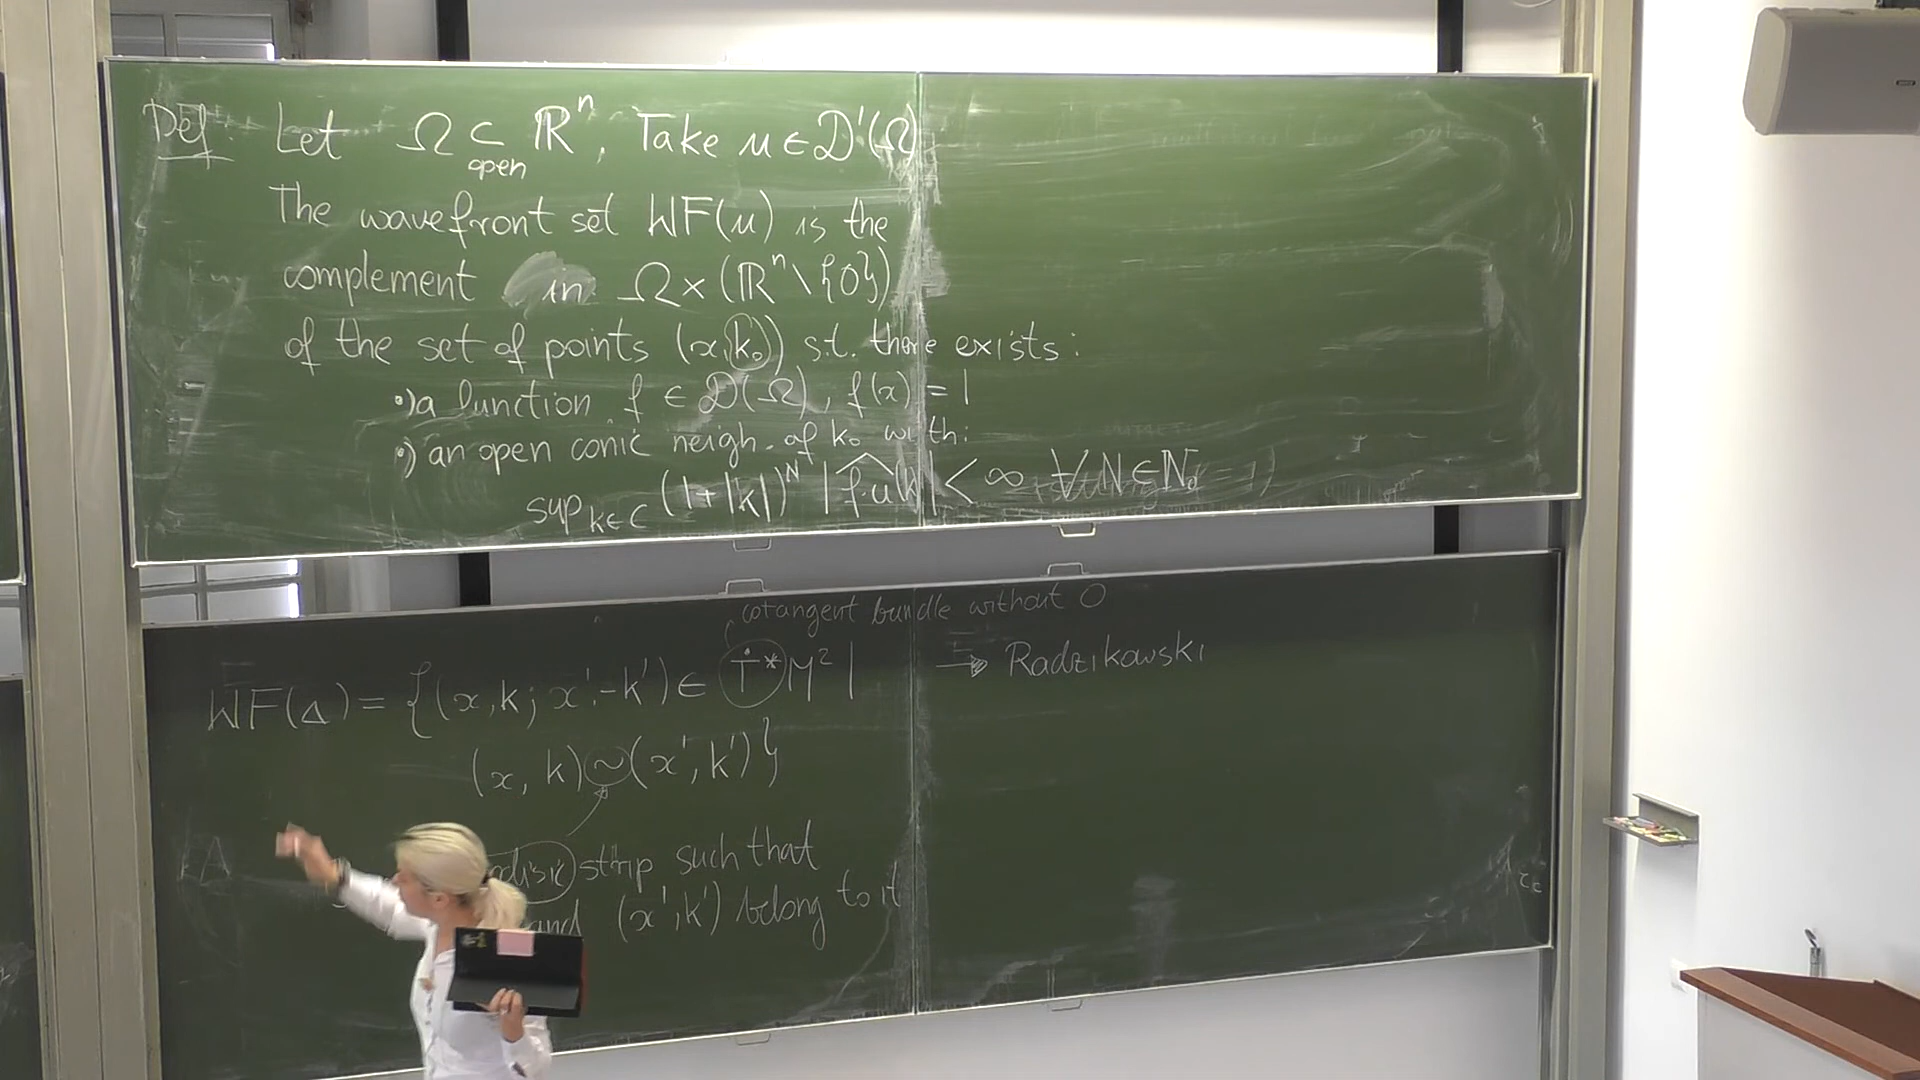 Def: Let Ω ⊂ ℝⁿ. Take u ∈ 𝒟'(Ω)
open
The wavefront set WF(u) is the
complement in Ω × (ℝⁿ \ {0})
of the set of points (x, k₀) s.t. there exists:
•) a function f ∈ 𝒟(Ω), f(x) = 1
•) an open conic neigh. of k₀ with:
sup_{k∈C} (1+|k|)^N |f·u(k)| < ∞ ∀ N ∈ ℕ₀
cotangent bundle without 0
WF(Δ) = {(x, k; x', -k') ∈ Ṫ*M² | → Radzikowski
(x, k) ~ (x', k')}
strip such that
and (x', k') belong to it